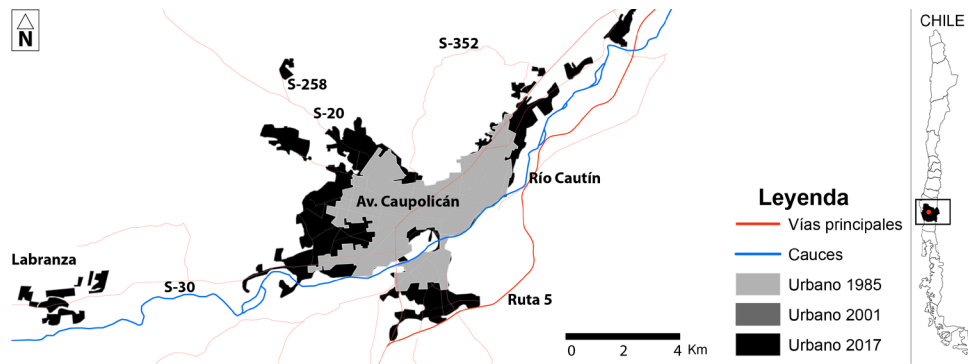 N
S-352
S-258
S-20
Av. Caupolicán
Río Cautín
Labranza
S-30
Ruta 5
0 2 4 Km
Leyenda
Vías principales
Cauces
Urbano 1985
Urbano 2001
Urbano 2017
CHILE